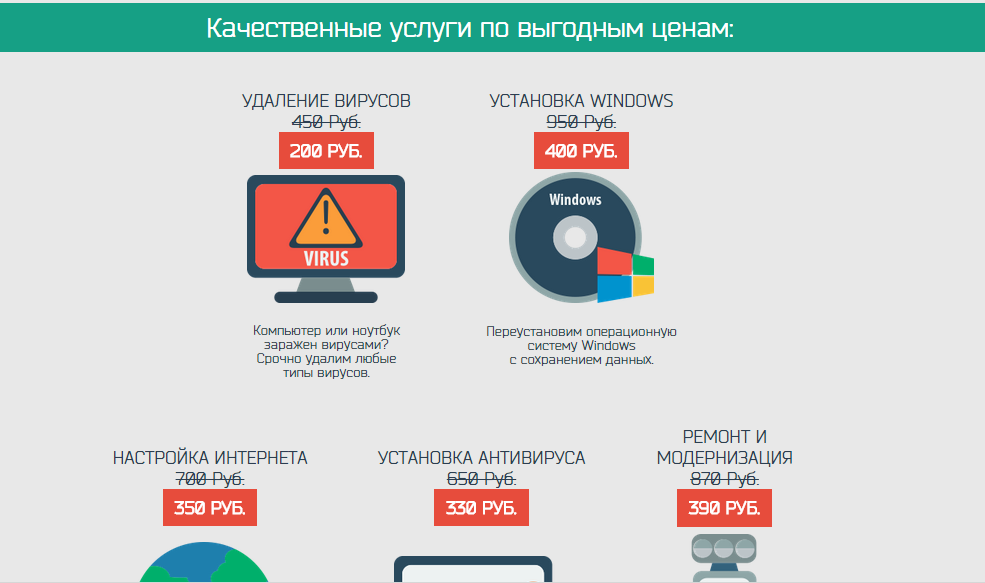 Качественные услуги по выгодным ценам:
УДАЛЕНИЕ ВИРУСОВ
450 Руб.
200 РУБ.
VIRUS
Компьютер или ноутбук
заражен вирусами?
Срочно удалим любые
типы вирусов.
УСТАНОВКА WINDOWS
950 Руб.
400 РУБ.
Windows
Переустановим операционную
систему Windows
с сохранением данных.
НАСТРОЙКА ИНТЕРНЕТА
700 Руб.
350 РУБ.
УСТАНОВКА АНТИВИРУСА
650 Руб.
330 РУБ.
РЕМОНТ И
МОДЕРНИЗАЦИЯ
870 Руб.
390 РУБ.